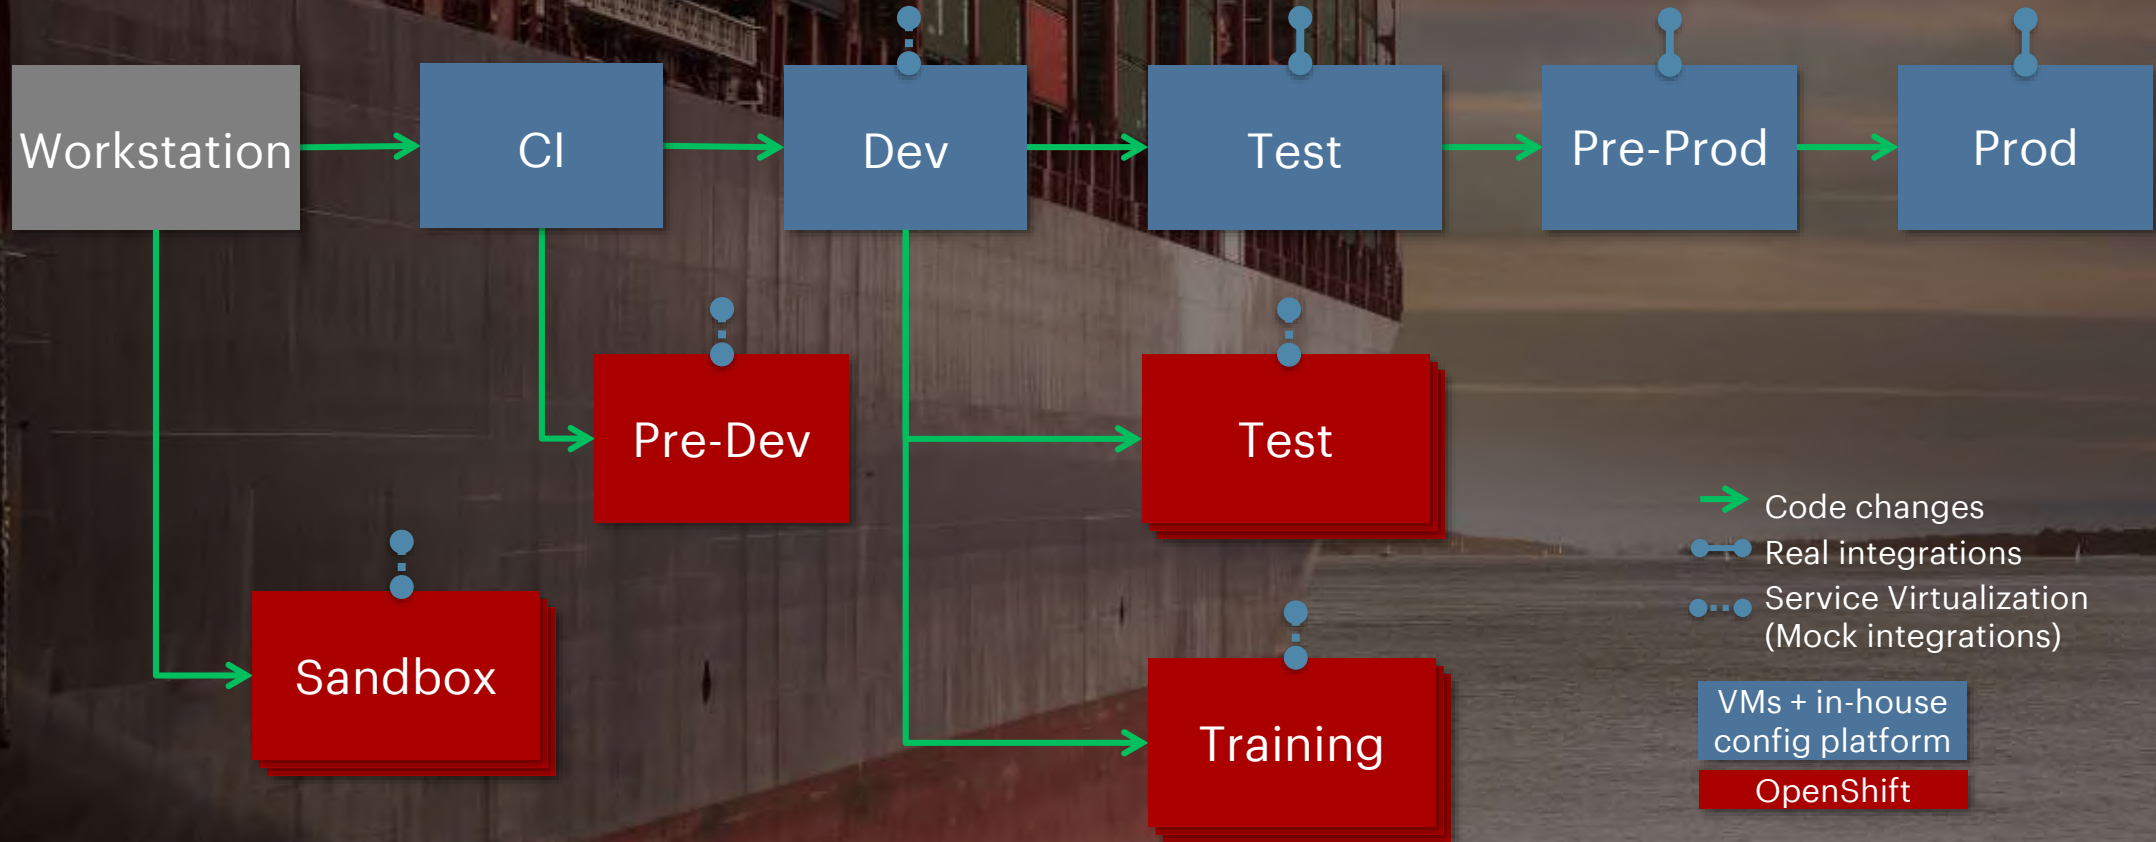 Workstation
CI
Dev
Test
Pre-Prod
Prod
Pre-Dev
Test
Sandbox
Training
Code changes
Real integrations
Service Virtualization
(Mock integrations)
VMs + in-house
config platform
OpenShift